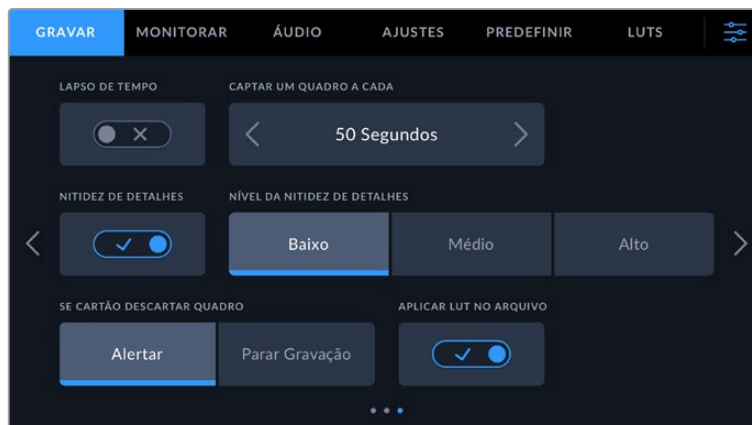 GRAVAR MONITORAR ÁUDIO AJUSTES PREDEFINIR LUTS
LAPSO DE TEMPO CAPTAR UM QUADRO A CADA
50 Segundos
NITIDEZ DE DETALHES NÍVEL DA NITIDEZ DE DETALHES
Baixo Médio Alto
SE CARTÃO DESCARTAR QUADRO APLICAR LUT NO ARQUIVO
Alertar Parar Gravação